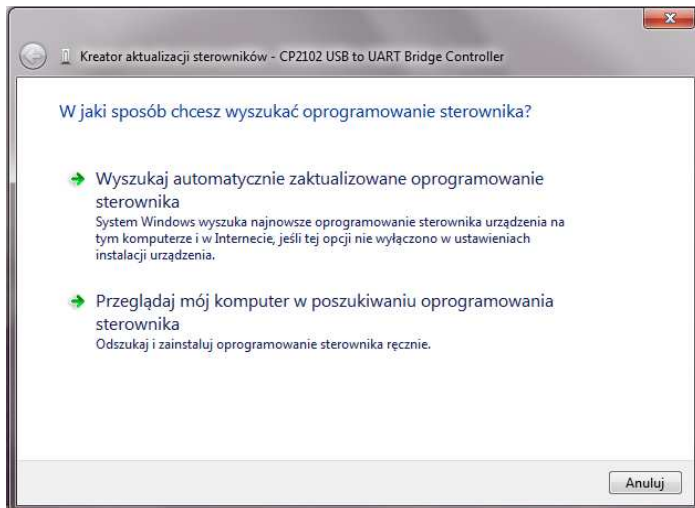 Kreator aktualizacji sterowników - CP2102 USB to UART Bridge Controller
W jaki sposób chcesz wyszukać oprogramowanie sterownika?
Wyszukaj automatycznie zaktualizowane oprogramowanie
sterownika
System Windows wyszuka najnowsze oprogramowanie sterownika urządzenia na
tym komputerze i w Internecie, jeśli tej opcji nie wyłączono w ustawieniach
instalacji urządzenia.
Przeglądaj mój komputer w poszukiwaniu oprogramowania
sterownika
Odszukaj i zainstaluj oprogramowanie sterownika ręcznie.
Anuluj